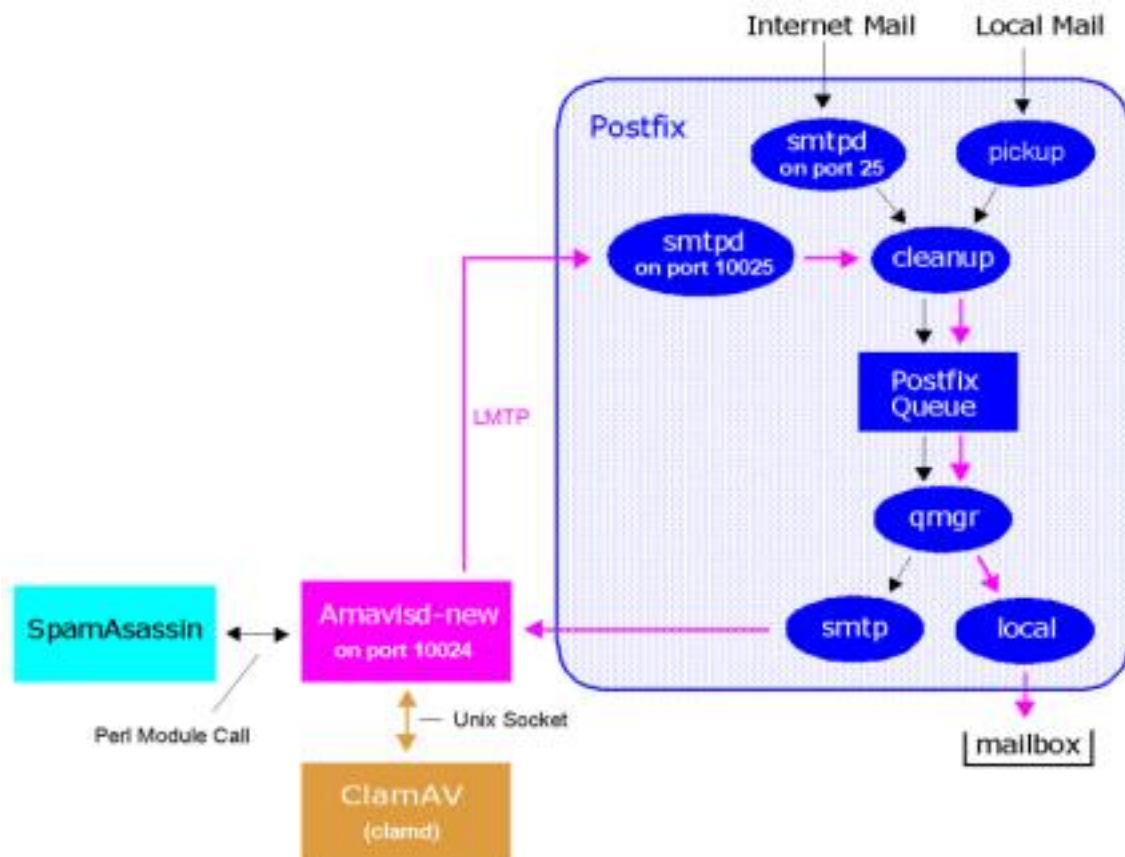 Internet Mail
Local Mail
Postfix
smtpd
on port 25
pickup
smtpd
on port 10025
cleanup
Postfix
Queue
LMTP
qmgr
SpamAsassin
Amavisd-new
on port 10024
smtp
local
Perl Module Call
Unix Socket
mailbox
ClamAV
(clamd)